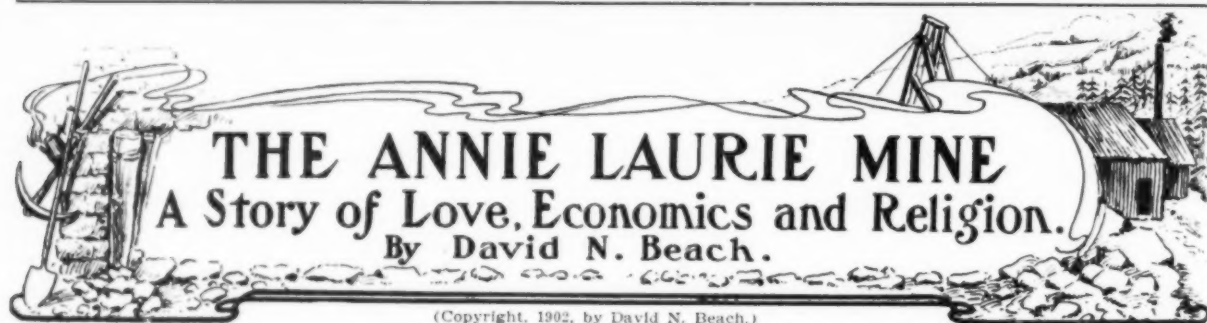 THE ANNIE LAURIE MINE
A Story of Love, Economics and Religion.
By David N. Beach.
(Copyright, 1902, by David N. Beach.)